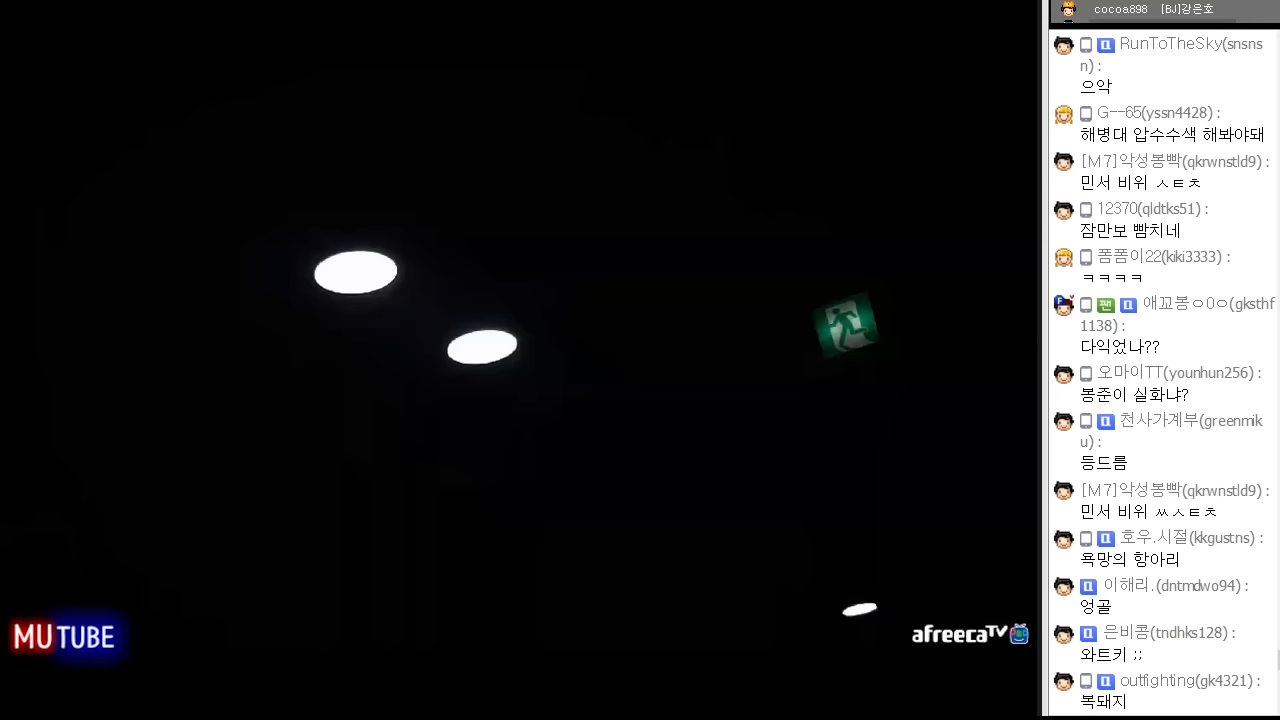 cocoa898 [BJ]강은호
RunToTheSky(snsns
n) :
으악
G--65(yssn4428) :
해병대 압수수색 해봐야돼
[M7]악성봉빡(qkrwnstld9) :
민서 비위 ㅅㅌㅊ
12370(qldtks51) :
잠만보 빰치네
폼폼이22(kiki3333) :
ㅋㅋㅋㅋ
팬 애꼬봉ㅇ0ㅇ(gksthf
1138) :
다익었나??
오마이TT(younhun256) :
봉준이 실화냐?
천사가계부(greenmik
u) :
등드름
[M7]악성봉빡(qkrwnstld9) :
민서 비위 ㅆㅅㅌㅊ
호우.시절(kkgustns) :
욕망의 항아리
이해리.(dntmdwo94) :
엉골
은비콩(tndhks128) :
와트키 ;;
outfighting(gk4321) :
복돼지
MUTUBE
afreecaTV